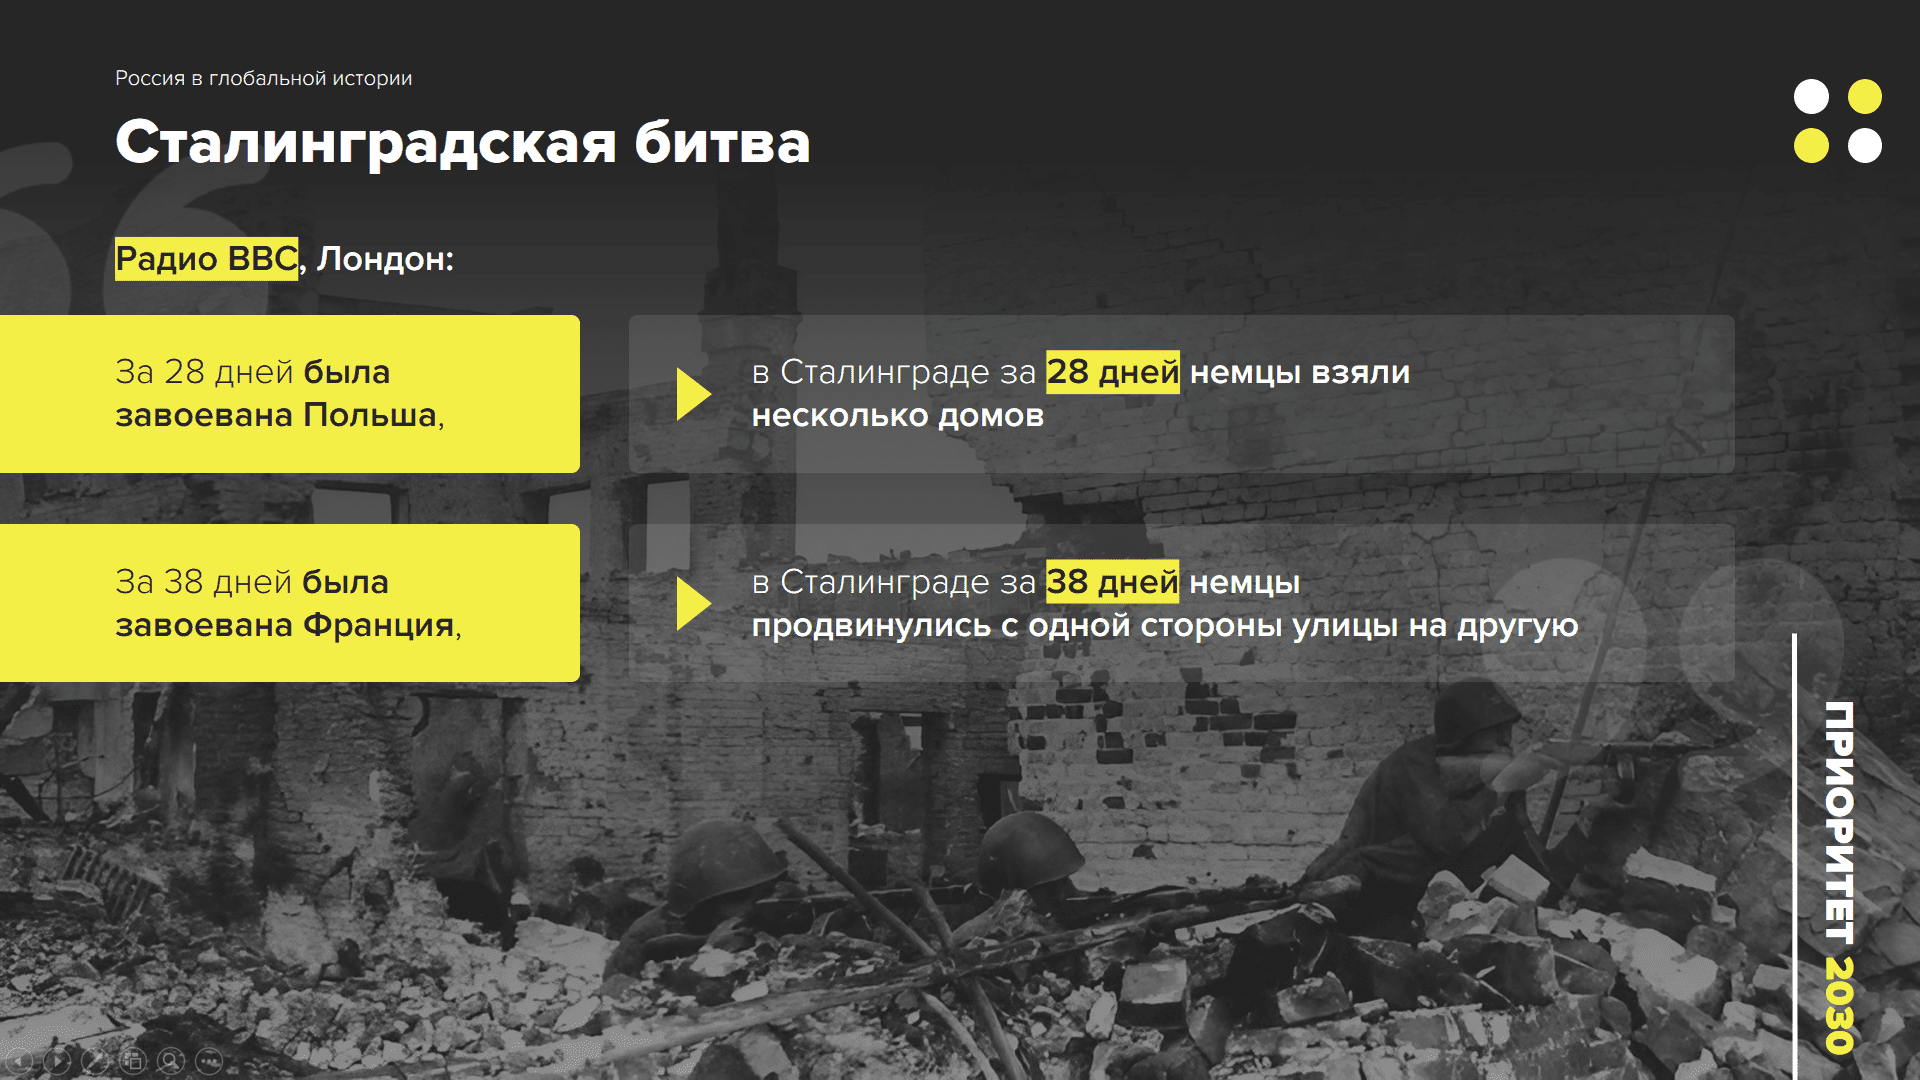 Россия в глобальной истории
Сталинградская битва
Радио BBC, Лондон:
За 28 дней была
завоевана Польша,
в Сталинграде за 28 дней немцы взяли
несколько домов
За 38 дней была
завоевана Франция,
в Сталинграде за 38 дней немцы
продвинулись с одной стороны улицы на другую
ПРИОРИТЕТ 2030